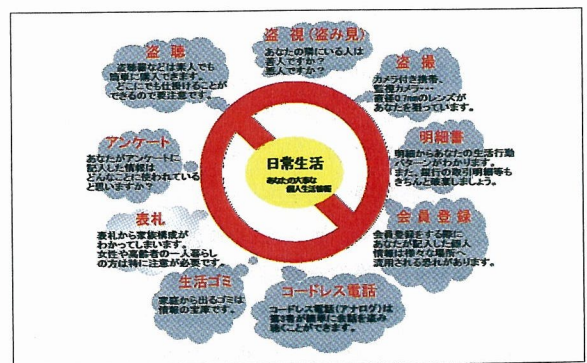 盗 視 (盗み見)
あなたの隣にいる人は
善人ですか？
悪人ですか？
盗 撮
カメラ付き携帯、
監視カメラ・・・
直径0.7mmのレンズが
あなたを狙っています。
明細書
明細からあなたの生活行動
パターンがわかります。
また、銀行の取引明細等も
きちんと破棄しましょう。
会 員 登 録
会員登録をする際に
あなたが記入した個人
情報は様々な場所へ
運用される恐れがあります。
コードレス電話
コードレス電話(アナログ)は
第3者が簡単に会話を盗み
聴くことができます。
生活ゴミ
家庭から出るゴミは
情報の宝庫です。
表札
表札から家族構成が
わかってしまいます。
女性や高齢者の一人暮らし
の方は特に注意が必要です。
アンケート
あなたがアンケートに
記入した情報は
どんなことに使われている
と思いますか？
盗 聴
盗聴器などは素人でも
簡単に購入できます。
どこにでも仕掛けることが
できるので要注意です。
日常生活
あなたの大事な
個人生活情報